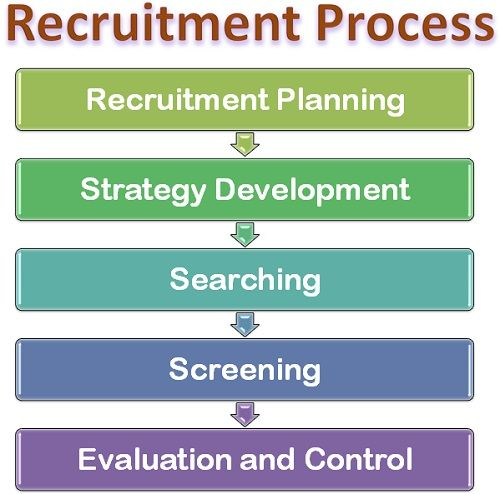 Recruitment Process
Recruitment Planning
Strategy Development
Searching
Screening
Evaluation and Control